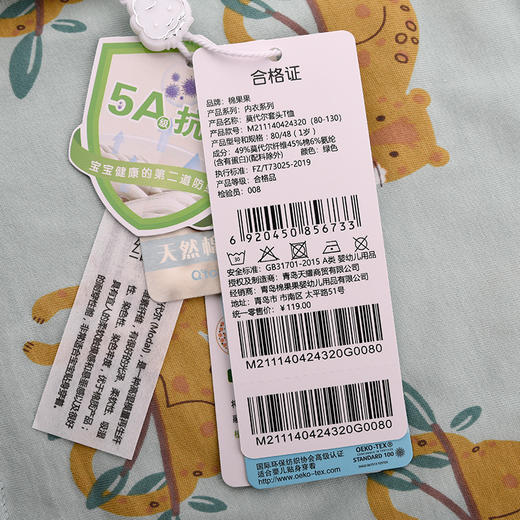 合格证
品牌：棉果果
产品系列：内衣系列
产品名称：莫代尔套头T恤
产品款号：M211140424320 (80-130)
产品型号和规格：80/48 (1岁)
成分：49%莫代尔纤维45%棉6%氨纶
(含有蛋白)(配料除外) 颜色：绿色
执行标准：FZ/T73025-2019
产品等级：合格品
检验员：008
6 920450 856733
30
安全标准：GB31701-2015 A类 婴幼儿用品
授权及制造商：青岛天耀商贸有限公司
经销商：青岛棉果果婴幼儿用品有限公司
地址：青岛市 市南区 太平路51号
统一零售价：¥119.00
M211140424320G0080
M211140424320G0080
国际环保纺织协会高级认证
适合婴儿贴身穿着
www.oeko-tex.com
OEKO-TEX®
STANDARD 100
5A级抗
宝宝健康的第二道防
天然棉